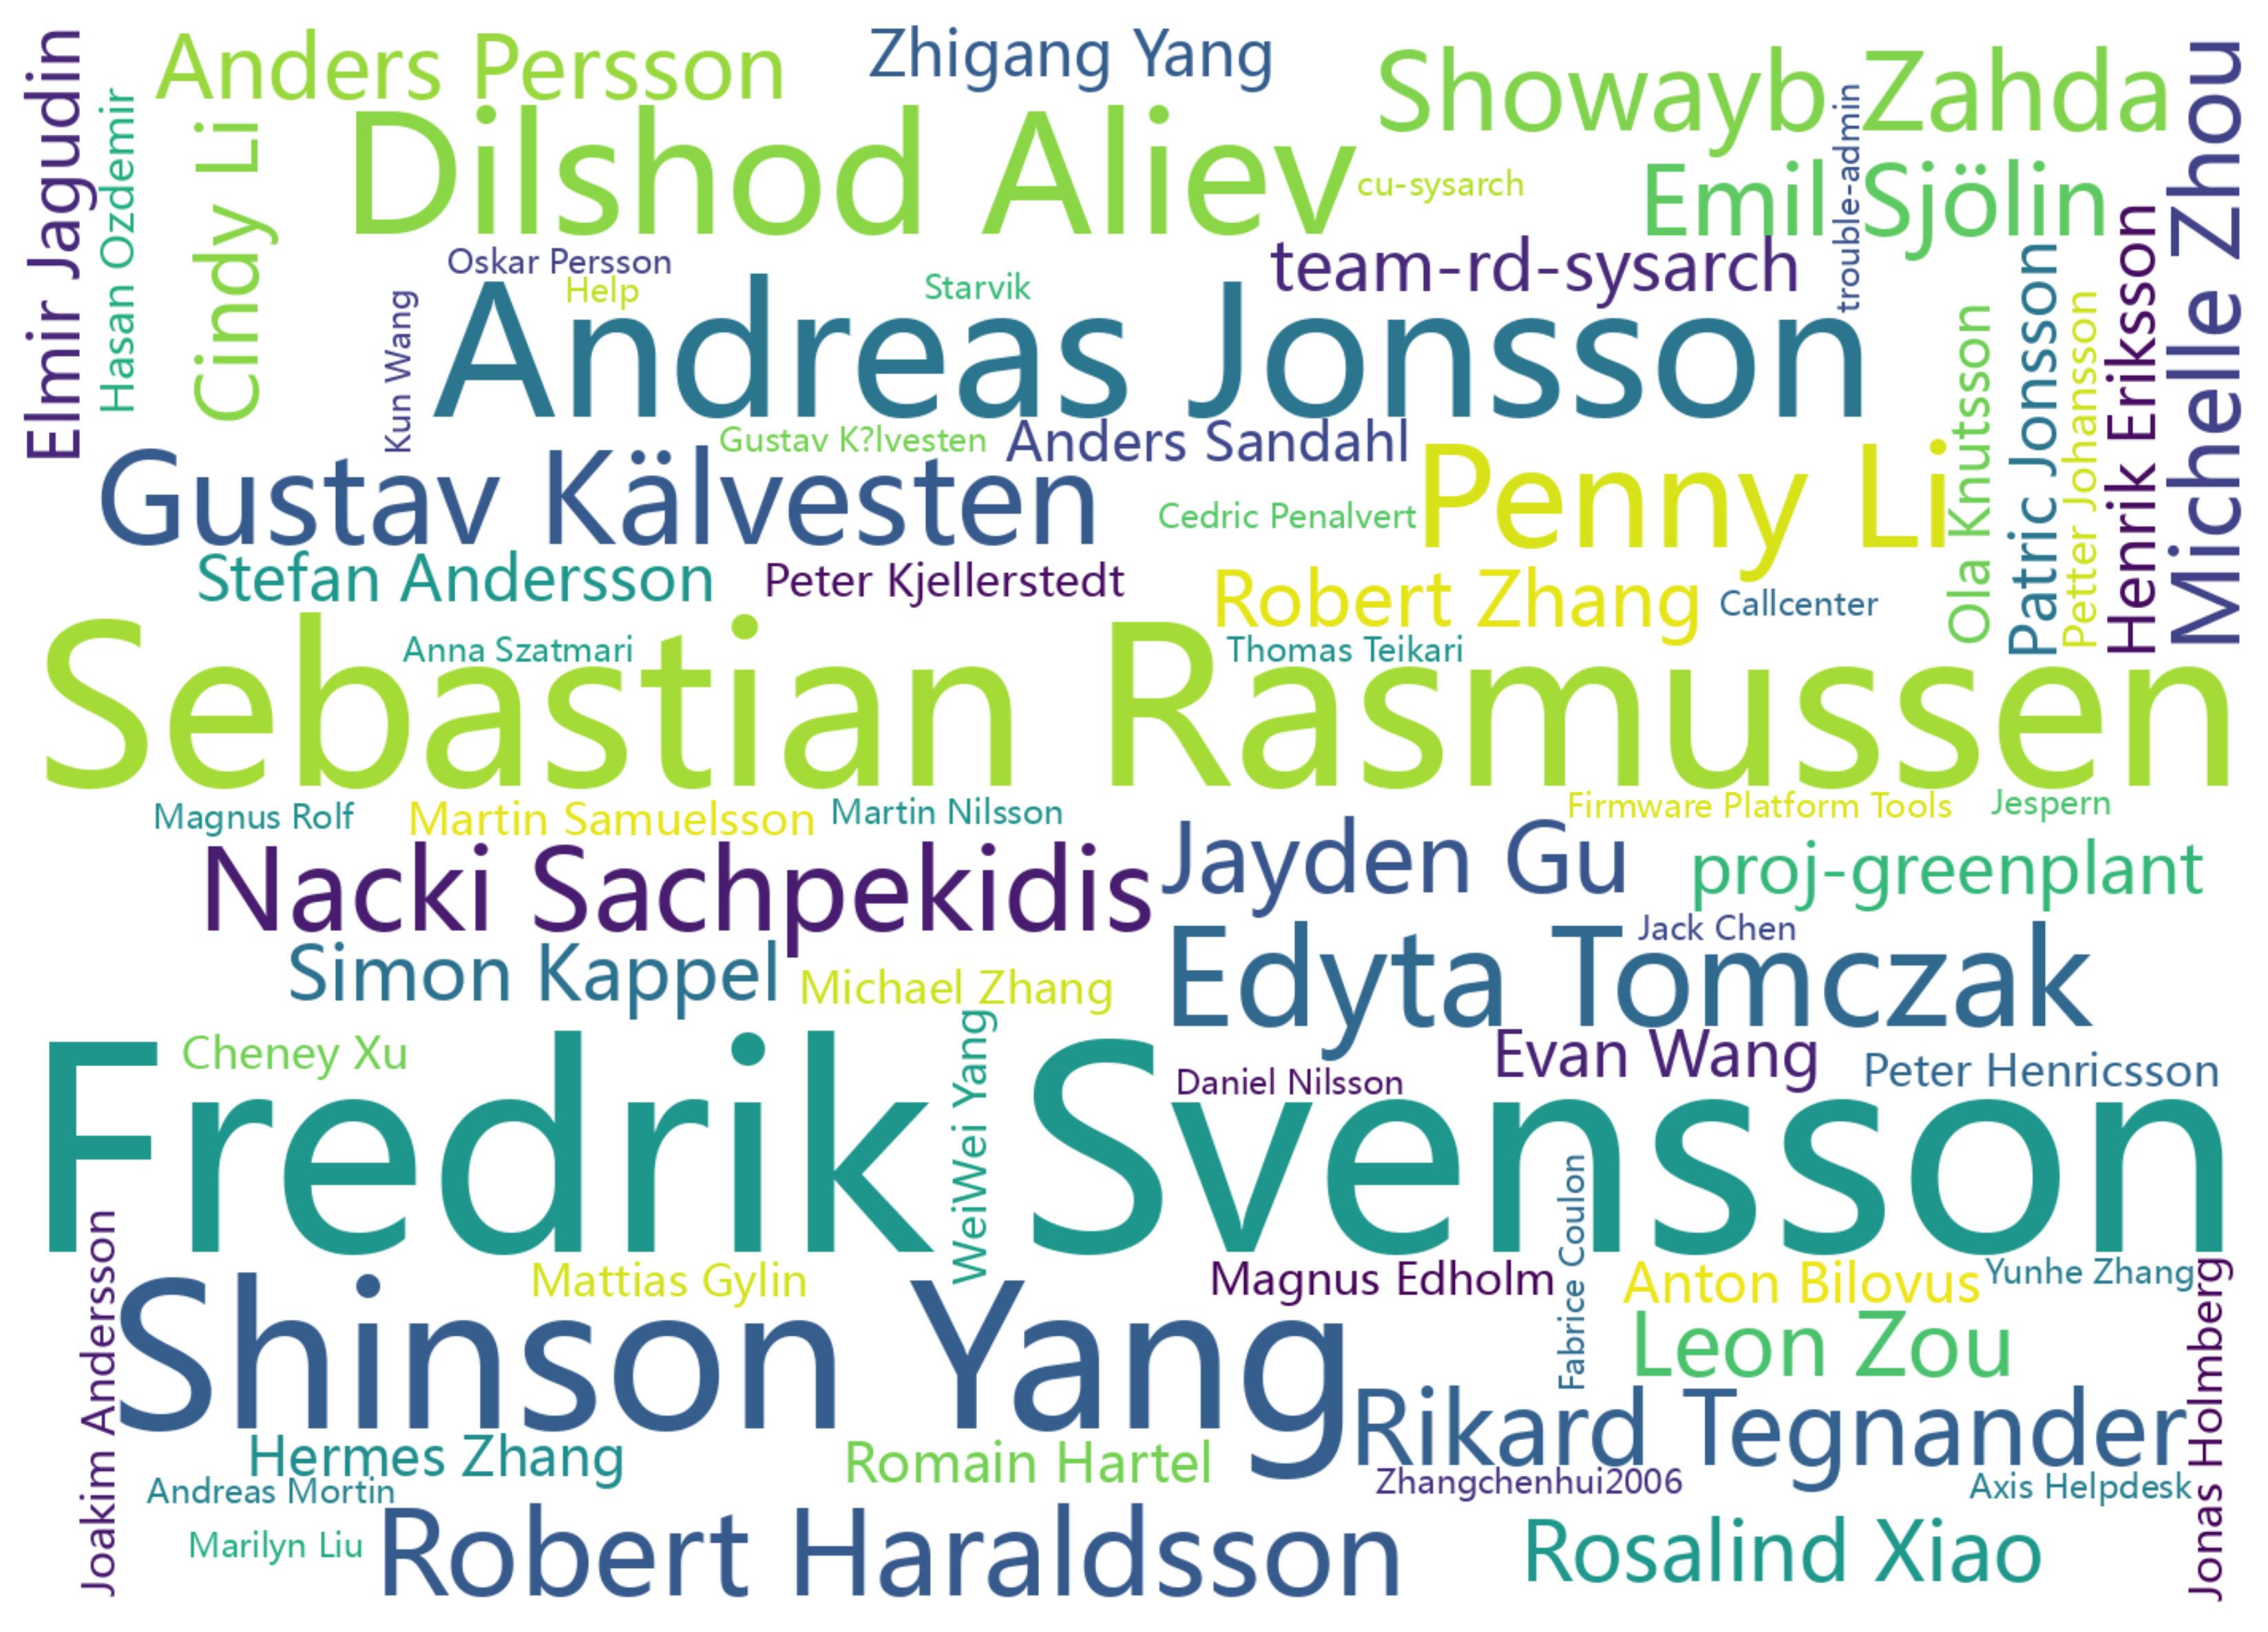 Elmir Jagudin
Hasan Ozdemir
Anders Persson
Zhigang Yang
Showayb Zahda
Michelle Zhou
Cindy Li
Dilshod Aliev
cu-sysarch
trouble-admin
Emil Sjölin
Oskar Persson
Help
Starvik
team-rd-sysarch
Henrik Eriksson
Kun Wang
Andreas Jonsson
Ola Knutsson
Patric Jonsson
Petter Johansson
Gustav K?lvesten
Anders Sandahl
Gustav Kälvesten
Cedric Penalvert
Penny Li
Stefan Andersson
Peter Kjellerstedt
Robert Zhang
Callcenter
Anna Szatmari
Thomas Teikari
Sebastian Rasmussen
Magnus Rolf
Martin Samuelsson
Martin Nilsson
Firmware Platform Tools
Jespern
Nacki Sachpekidis
Jayden Gu
proj-greenplant
Jack Chen
Simon Kappel
Michael Zhang
Edyta Tomczak
Cheney Xu
WeiWei Yang
Daniel Nilsson
Evan Wang
Peter Henricsson
Fredrik Svensson
Fabrice Coulon
Joakim Andersson
Mattias Gylin
Magnus Edholm
Anton Bilovus
Yunhe Zhang
Jonas Holmberg
Shinson Yang
Leon Zou
Rikard Tegnander
Hermes Zhang
Romain Hartel
Zhangchenhui2006
Axis Helpdesk
Andreas Mortin
Marilyn Liu
Robert Haraldsson
Rosalind Xiao